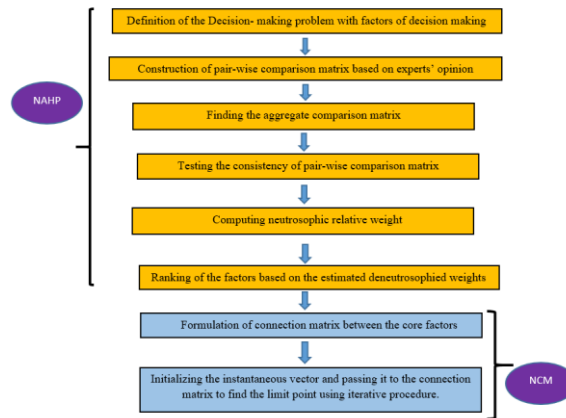 Definition of the Decision- making problem with factors of decision making
Construction of pair-wise comparison matrix based on experts' opinion
NAHP
Finding the aggregate comparison matrix
Testing the consistency of pair-wise comparison matrix
Computing neutrosophic relative weight
Ranking of the factors based on the estimated deneutrosophied weights
Formulation of connection matrix between the core factors
Initializing the instantaneous vector and passing it to the connection
matrix to find the limit point using iterative procedure.
NCM